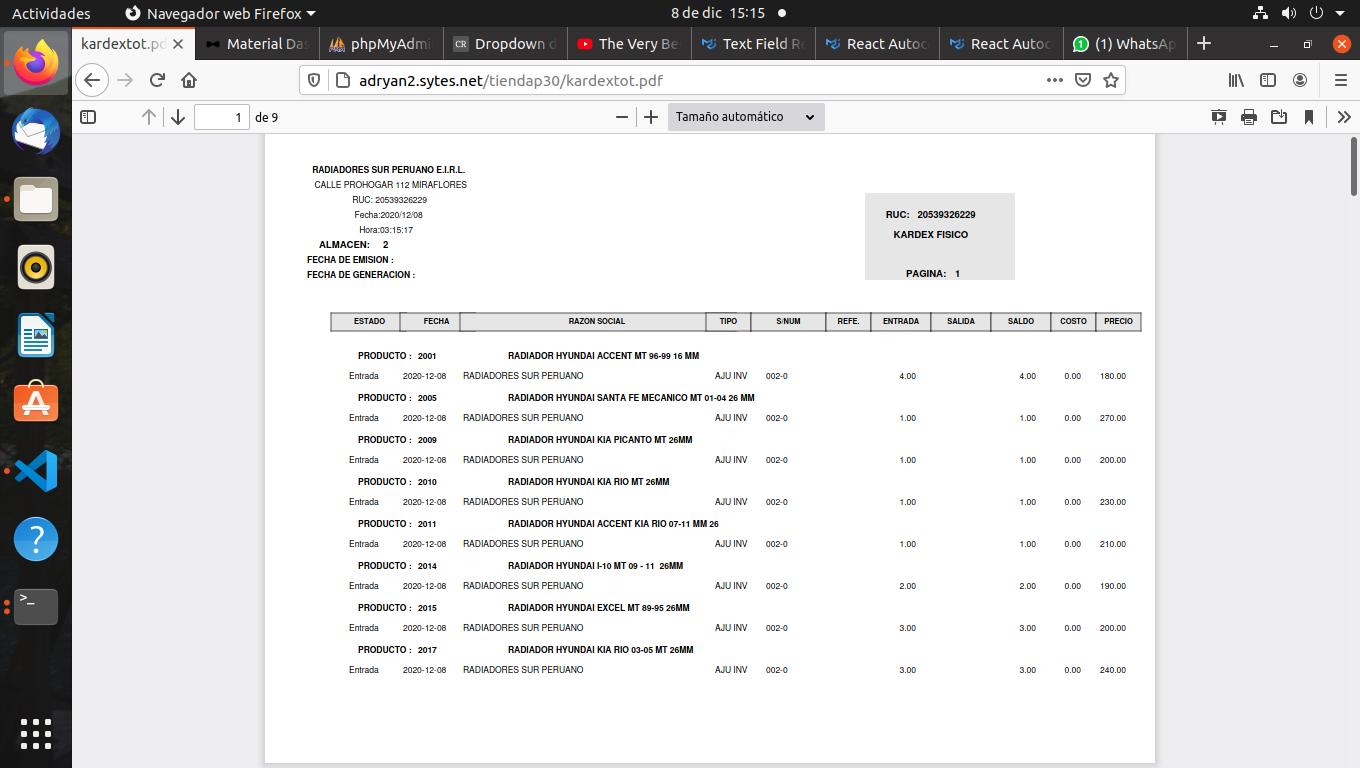 Actividades Navegador web Firefox 8 de dic 15:15
kardextot.pd Material Das phpMyAdmi Dropdown d The Very Be Text Field Re React Autoc React Autoc (1) WhatsAp
adryan2.sytes.net/tiendap30/kardextot.pdf
1 de 9 Tamaño automático
RADIADORES SUR PERUANO E.I.R.L.
CALLE PROHOGAR 112 MIRAFLORES
RUC: 20539326229
Fecha:2020/12/08
Hora:03:15:17
ALMACEN: 2
FECHA DE EMISION :
FECHA DE GENERACION :
RUC: 20539326229
KARDEX FISICO
PAGINA: 1
ESTADO FECHA RAZON SOCIAL TIPO S/NUM REFE. ENTRADA SALIDA SALDO COSTO PRECIO
PRODUCTO : 2001 RADIADOR HYUNDAI ACCENT MT 96-99 16 MM
Entrada 2020-12-08 RADIADORES SUR PERUANO AJU INV 002-0 4.00 4.00 0.00 180.00
PRODUCTO : 2005 RADIADOR HYUNDAI SANTA FE MECANICO MT 01-04 26 MM
Entrada 2020-12-08 RADIADORES SUR PERUANO AJU INV 002-0 1.00 1.00 0.00 270.00
PRODUCTO : 2009 RADIADOR HYUNDAI KIA PICANTO MT 26MM
Entrada 2020-12-08 RADIADORES SUR PERUANO AJU INV 002-0 1.00 1.00 0.00 200.00
PRODUCTO : 2010 RADIADOR HYUNDAI KIA RIO MT 26MM
Entrada 2020-12-08 RADIADORES SUR PERUANO AJU INV 002-0 1.00 1.00 0.00 230.00
PRODUCTO : 2011 RADIADOR HYUNDAI ACCENT KIA RIO 07-11 MM 26
Entrada 2020-12-08 RADIADORES SUR PERUANO AJU INV 002-0 1.00 1.00 0.00 210.00
PRODUCTO : 2014 RADIADOR HYUNDAI I-10 MT 09 - 11 26MM
Entrada 2020-12-08 RADIADORES SUR PERUANO AJU INV 002-0 2.00 2.00 0.00 190.00
PRODUCTO : 2015 RADIADOR HYUNDAI EXCEL MT 89-95 26MM
Entrada 2020-12-08 RADIADORES SUR PERUANO AJU INV 002-0 3.00 3.00 0.00 200.00
PRODUCTO : 2017 RADIADOR HYUNDAI KIA RIO 03-05 MT 26MM
Entrada 2020-12-08 RADIADORES SUR PERUANO AJU INV 002-0 3.00 3.00 0.00 240.00